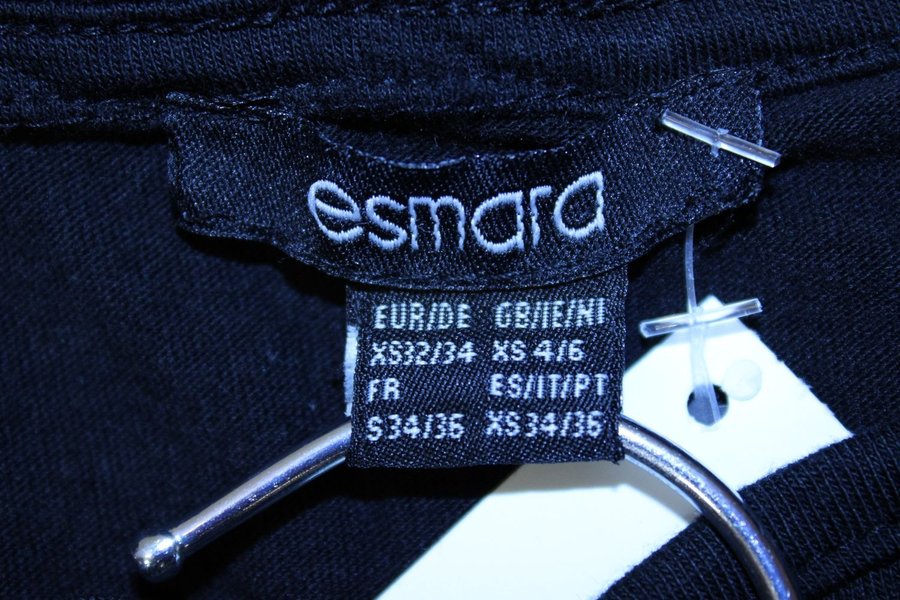 esmara
EUR/DE GB/IE/NI
XS32/34 XS 4/6
FR ES/IT/PT
S34/36 XS34/36